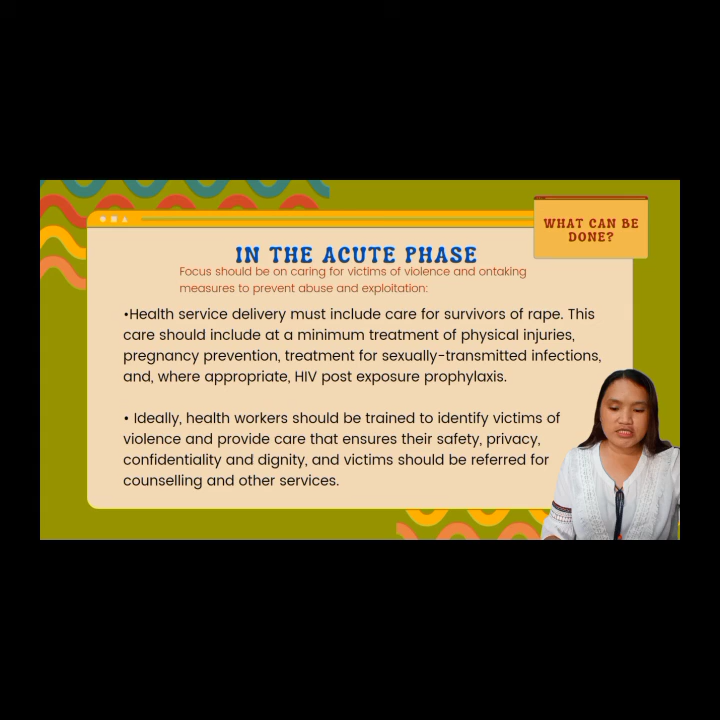 WHAT CAN BE
DONE?
IN THE ACUTE PHASE
Focus should be on caring for victims of violence and ontaking
measures to prevent abuse and exploitation:
•Health service delivery must include care for survivors of rape. This
care should include at a minimum treatment of physical injuries,
pregnancy prevention, treatment for sexually-transmitted infections,
and, where appropriate, HIV post exposure prophylaxis.
• Ideally, health workers should be trained to identify victims of
violence and provide care that ensures their safety, privacy,
confidentiality and dignity, and victims should be referred for
counselling and other services.